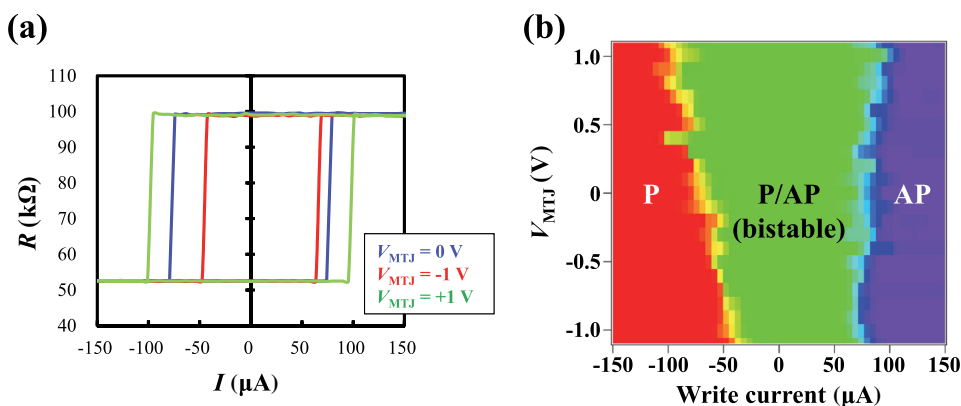 (a)
110
100
90
80
70
60
50
40
R (kΩ)
-150
-100
-50
0
50
100
150
I (μA)
VMTJ = 0 V
VMTJ = -1 V
VMTJ = +1 V
(b)
1.0
0.5
0
-0.5
-1.0
VMTJ (V)
P
P/AP
(bistable)
AP
-150
-100
-50
0
50
100
150
Write current (μA)